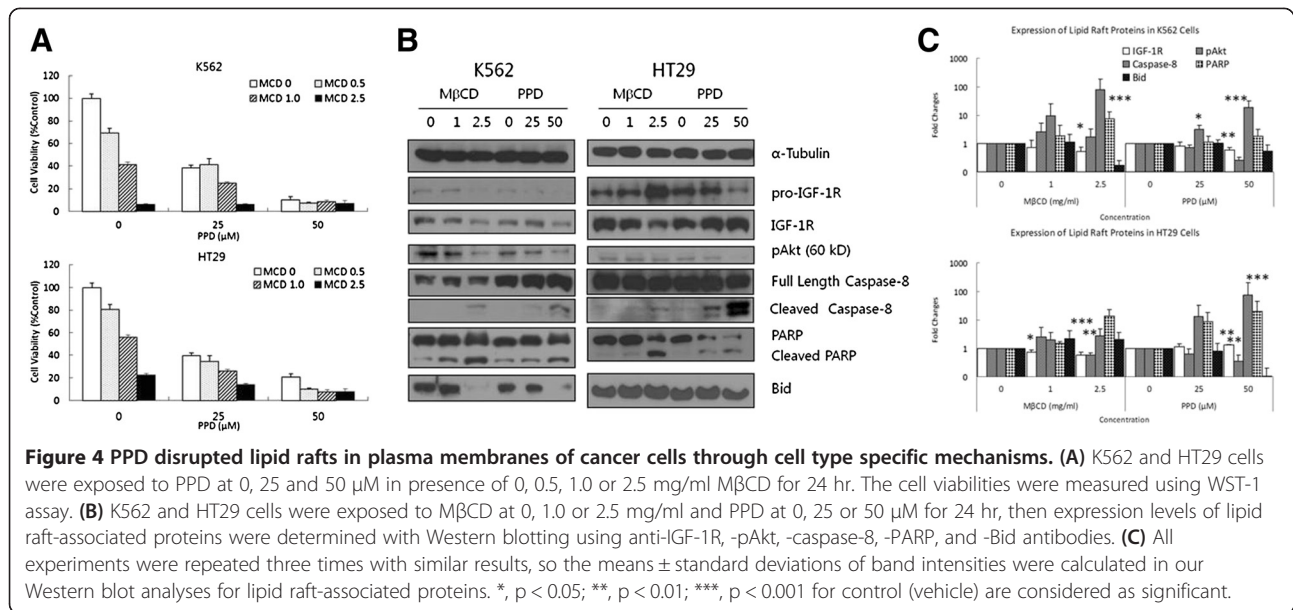 A
K562
MCD 0
MCD 0.5
MCD 1.0
MCD 2.5
Cell Viability (%Control)
120
100
80
60
40
20
0
0
25
50
PPD (µM)
HT29
MCD 0
MCD 0.5
MCD 1.0
MCD 2.5
Cell Viability (%Control)
120
100
80
60
40
20
0
0
25
50
PPD (µM)
B
K562
HT29
MβCD
PPD
MβCD
PPD
0 1 2.5 0 25 50
0 1 2.5 0 25 50
α-Tubulin
pro-IGF-1R
IGF-1R
pAkt (60 kD)
Full Length Caspase-8
Cleaved Caspase-8
PARP
Cleaved PARP
Bid
C
Expression of Lipid Raft Proteins in K562 Cells
IGF-1R
pAkt
Caspase-8
PARP
Bid
Fold Changes
1000
100
10
1
0
*
***
*
**
***
0
1
2.5
0
25
50
MβCD (mg/ml)
PPD (µM)
Concentration
Expression of Lipid Raft Proteins in HT29 Cells
Fold Changes
1000
100
10
1
0
*
***
**
**
**
***
0
1
2.5
0
25
50
MβCD (mg/ml)
PPD (µM)
Concentration
Figure 4 PPD disrupted lipid rafts in plasma membranes of cancer cells through cell type specific mechanisms. (A) K562 and HT29 cells
were exposed to PPD at 0, 25 and 50 µM in presence of 0, 0.5, 1.0 or 2.5 mg/ml MβCD for 24 hr. The cell viabilities were measured using WST-1
assay. (B) K562 and HT29 cells were exposed to MβCD at 0, 1.0 or 2.5 mg/ml and PPD at 0, 25 or 50 µM for 24 hr, then expression levels of lipid
raft-associated proteins were determined with Western blotting using anti-IGF-1R, -pAkt, -caspase-8, -PARP, and -Bid antibodies. (C) All
experiments were repeated three times with similar results, so the means ± standard deviations of band intensities were calculated in our
Western blot analyses for lipid raft-associated proteins. *, p < 0.05; **, p < 0.01; ***, p < 0.001 for control (vehicle) are considered as significant.